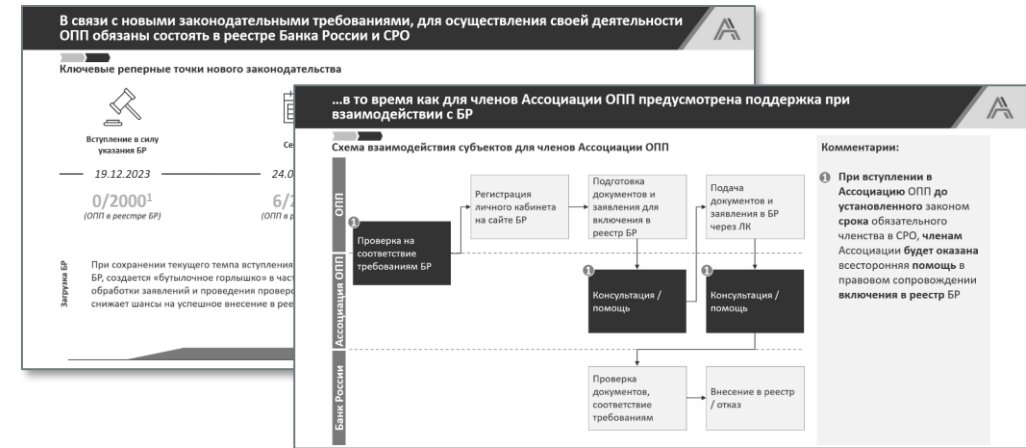 В связи с новыми законодательными требованиями, для осуществления своей деятельности
ОПП обязаны состоять в реестре Банка России и СРО
Ключевые реперные точки нового законодательства
Вступление в силу
указания БР
19.12.2023
24.0
0/2000¹
(ОПП в реестре БР)
6/
(ОПП в р
Загрузка БР
При сохранении текущего темпа вступления
БР, создается «бутылочное горлышко» в част
обработки заявлений и проведения провер
снижает шансы на успешное внесение в рее
...в то время как для членов Ассоциации ОПП предусмотрена поддержка при
взаимодействии с БР
Схема взаимодействия субъектов для членов Ассоциации ОПП
ОПП
1
Проверка на
соответствие
требованиям БР
Регистрация
личного кабинета
на сайте БР
Подготовка
документов и
заявления для
включения в
реестр БР
Подача
документов и
заявления в БР
через ЛК
Ассоциация ОПП
1
Консультация /
помощь
1
Консультация /
помощь
Банк России
Проверка
документов,
соответствие
требованиям
Внесение в реестр
/ отказ
Комментарии:
1 При вступлении в
Ассоциацию ОПП до
установленного законом
срока обязательного
членства в СРО, членам
Ассоциации будет оказана
всесторонняя помощь в
правовом сопровождении
включения в реестр БР